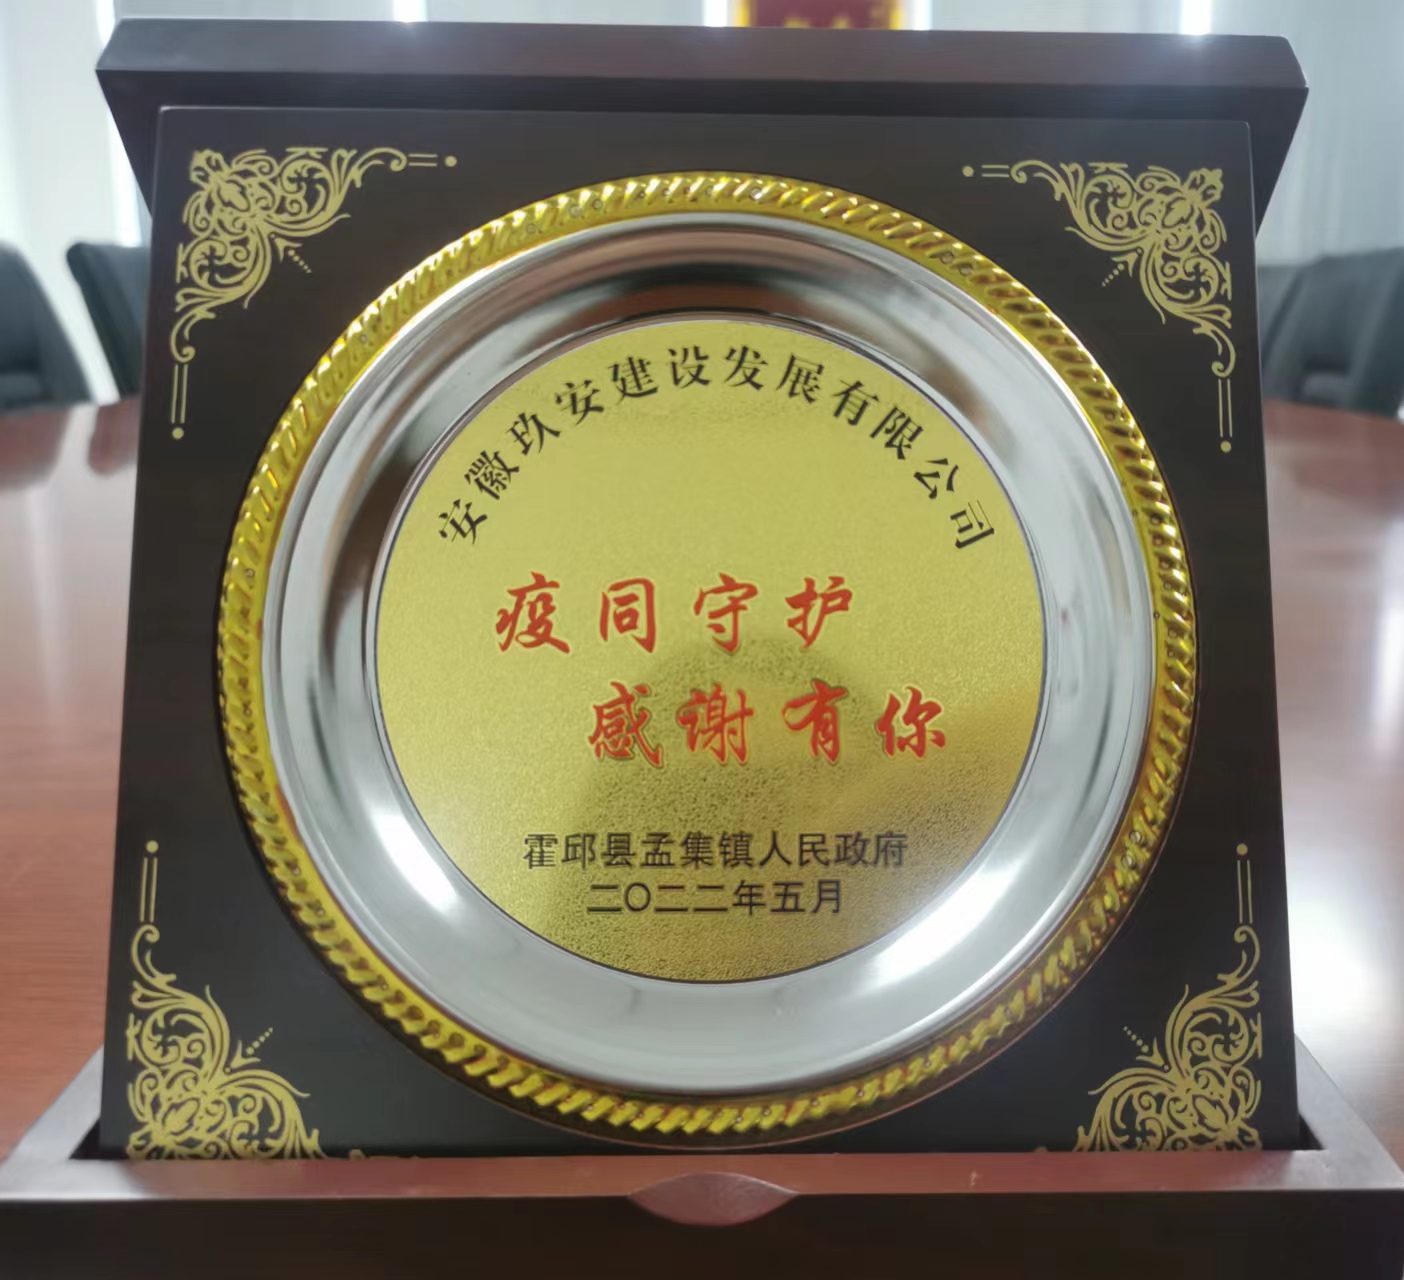 安徽玖安建设发展有限公司
疫同守护
感谢有你
霍邱县孟集镇人民政府
二〇二二年五月